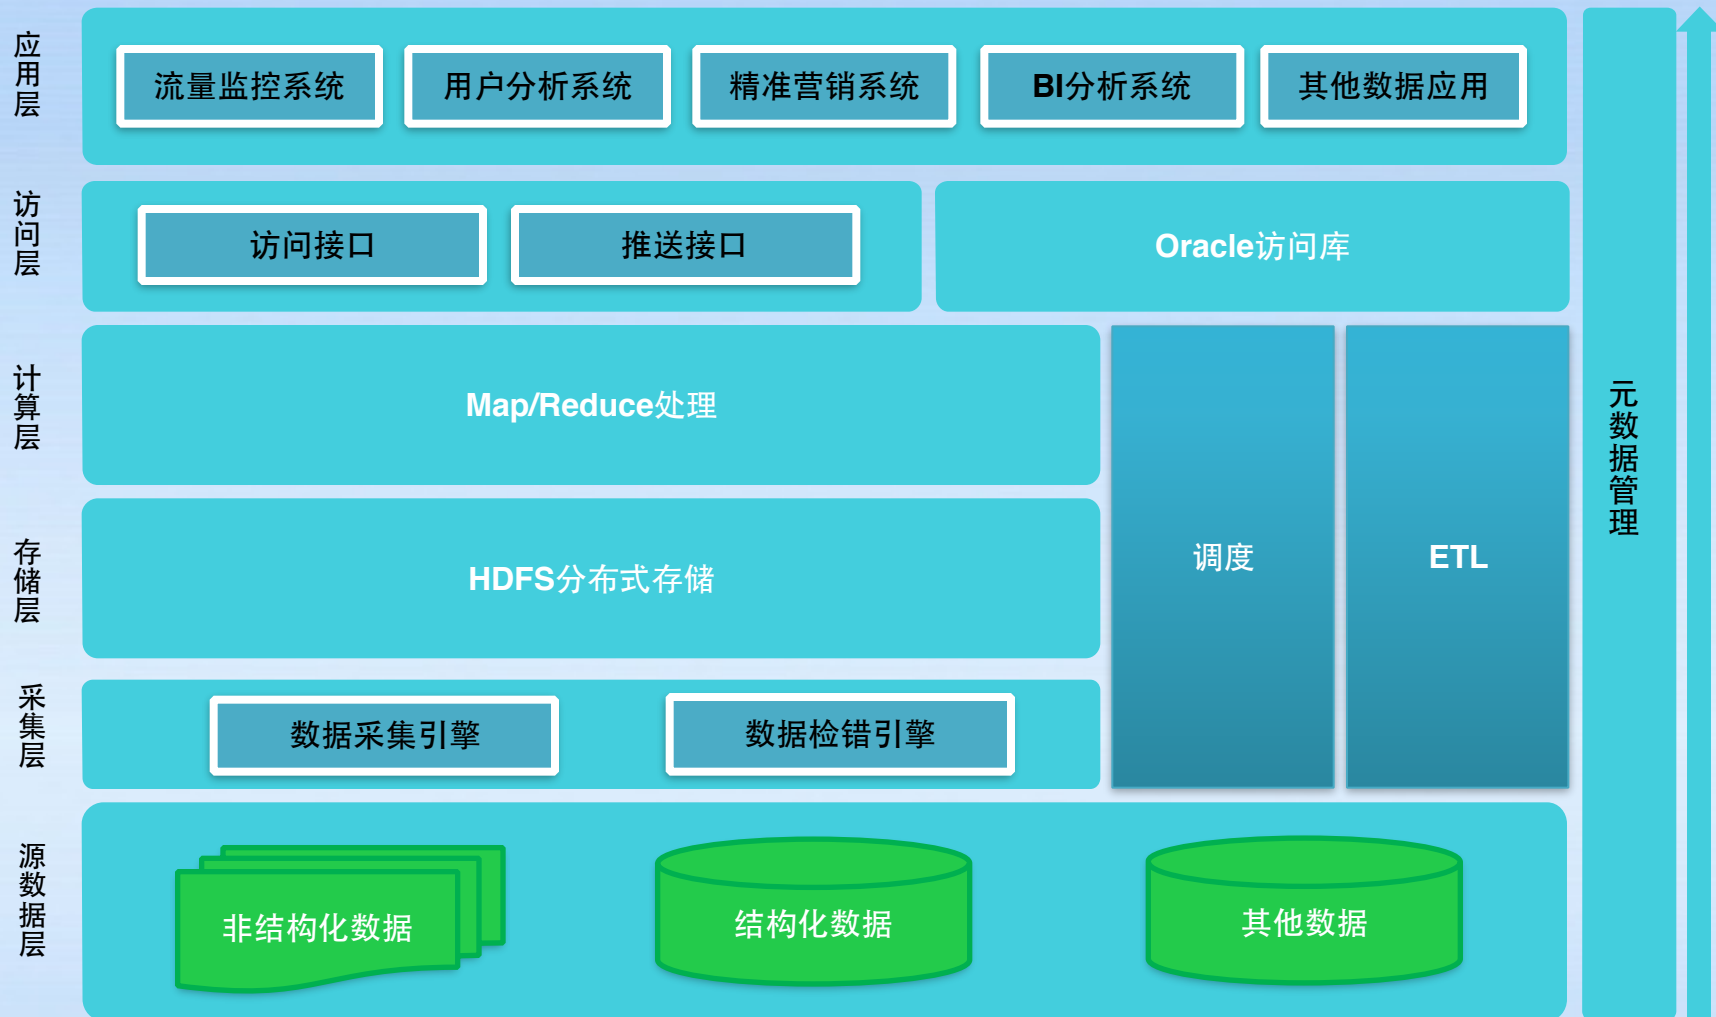 应用层
流量监控系统
用户分析系统
精准营销系统
BI分析系统
其他数据应用
访问层
访问接口
推送接口
Oracle访问库
计算层
Map/Reduce处理
存储层
HDFS分布式存储
调度
ETL
元数据管理
采集层
数据采集引擎
数据检错引擎
源数据层
非结构化数据
结构化数据
其他数据